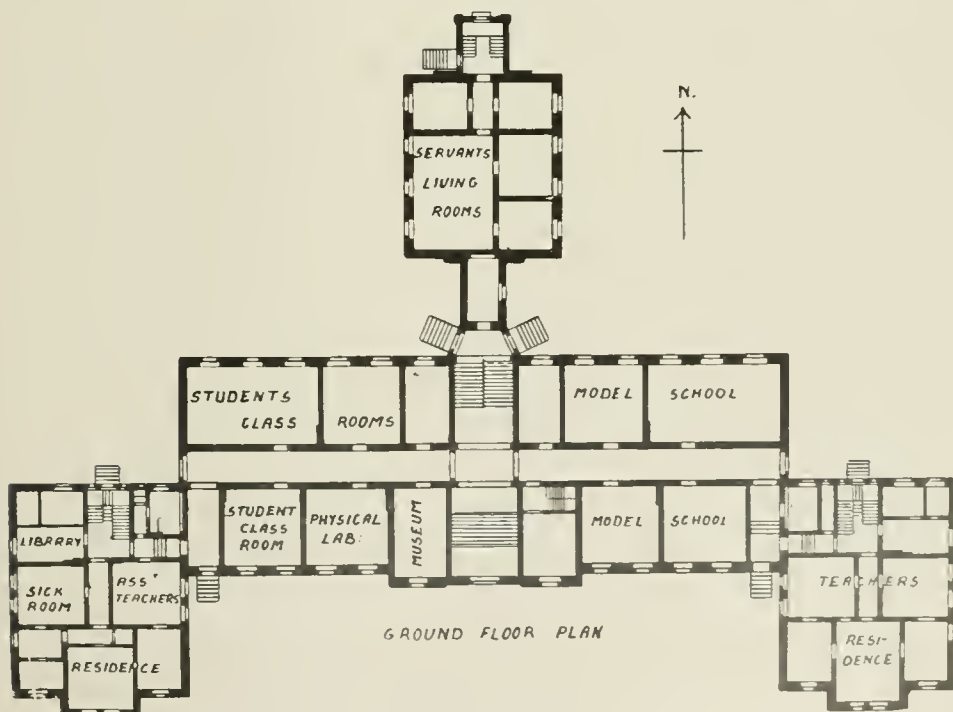 N.
SERVANTS
LIVING
ROOMS
STUDENTS
CLASS ROOMS
MODEL SCHOOL
STUDENT
CLASS
ROOM
PHYSICAL
LAB:
MUSEUM
MODEL SCHOOL
LIBRARY
SICK
ROOM
ASST
TEACHERS
RESIDENCE
TEACHERS
RESI-
DENCE
GROUND FLOOR PLAN